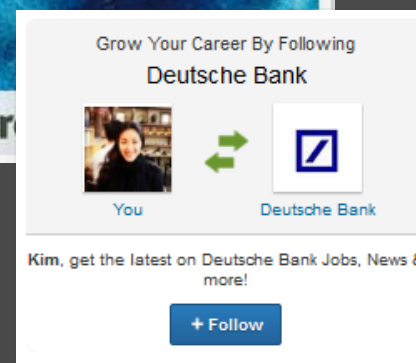 Grow Your Career By Following
Deutsche Bank
You
Deutsche Bank
Kim, get the latest on Deutsche Bank Jobs, News &
more!
+ Follow